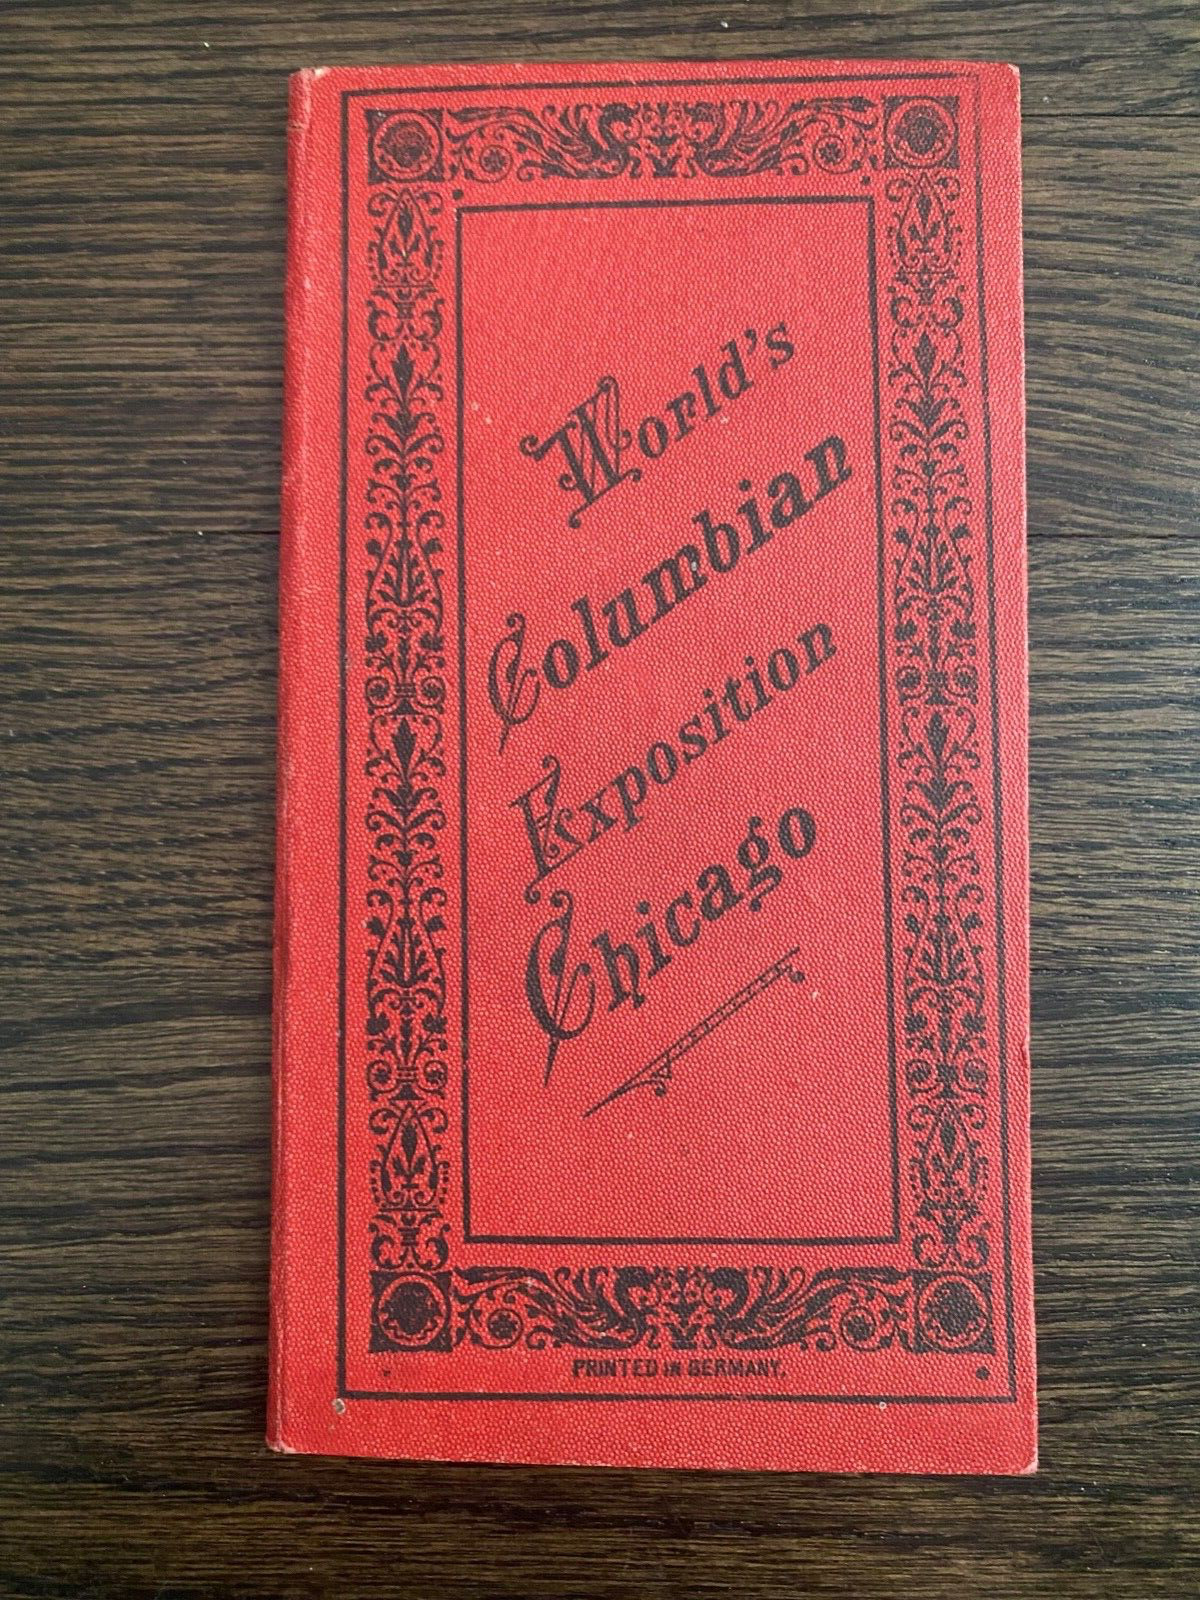 World's
Columbian
Exposition
Chicago
PRINTED IN GERMANY.